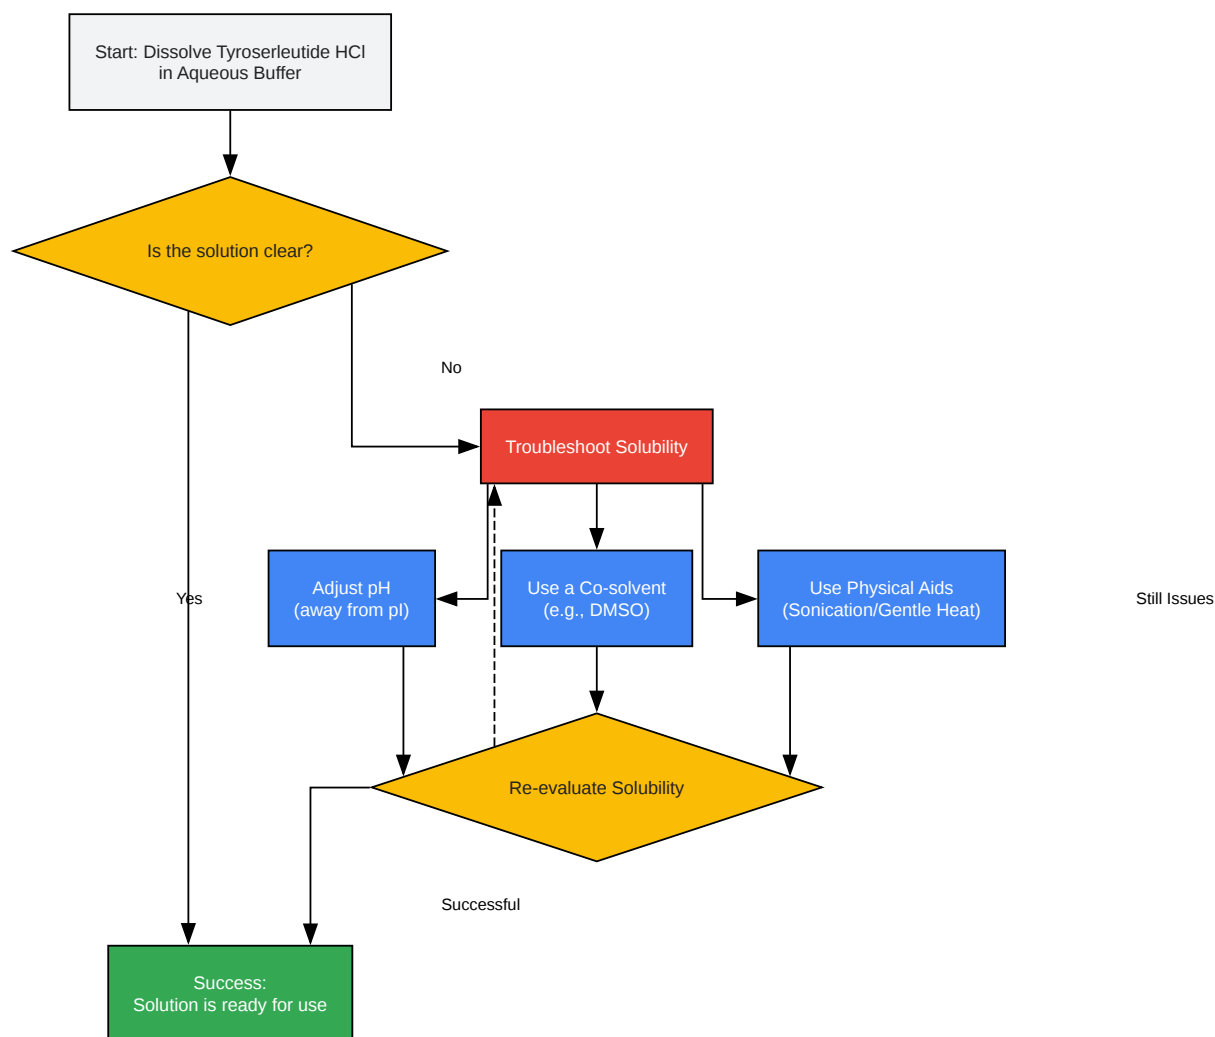 Start: Dissolve Tyroserleutide HCl
in Aqueous Buffer
Is the solution clear?
No
Troubleshoot Solubility
Yes
Adjust pH
(away from pI)
Use a Co-solvent
(e.g., DMSO)
Use Physical Aids
(Sonication/Gentle Heat)
Still Issues
Re-evaluate Solubility
Successful
Success:
Solution is ready for use